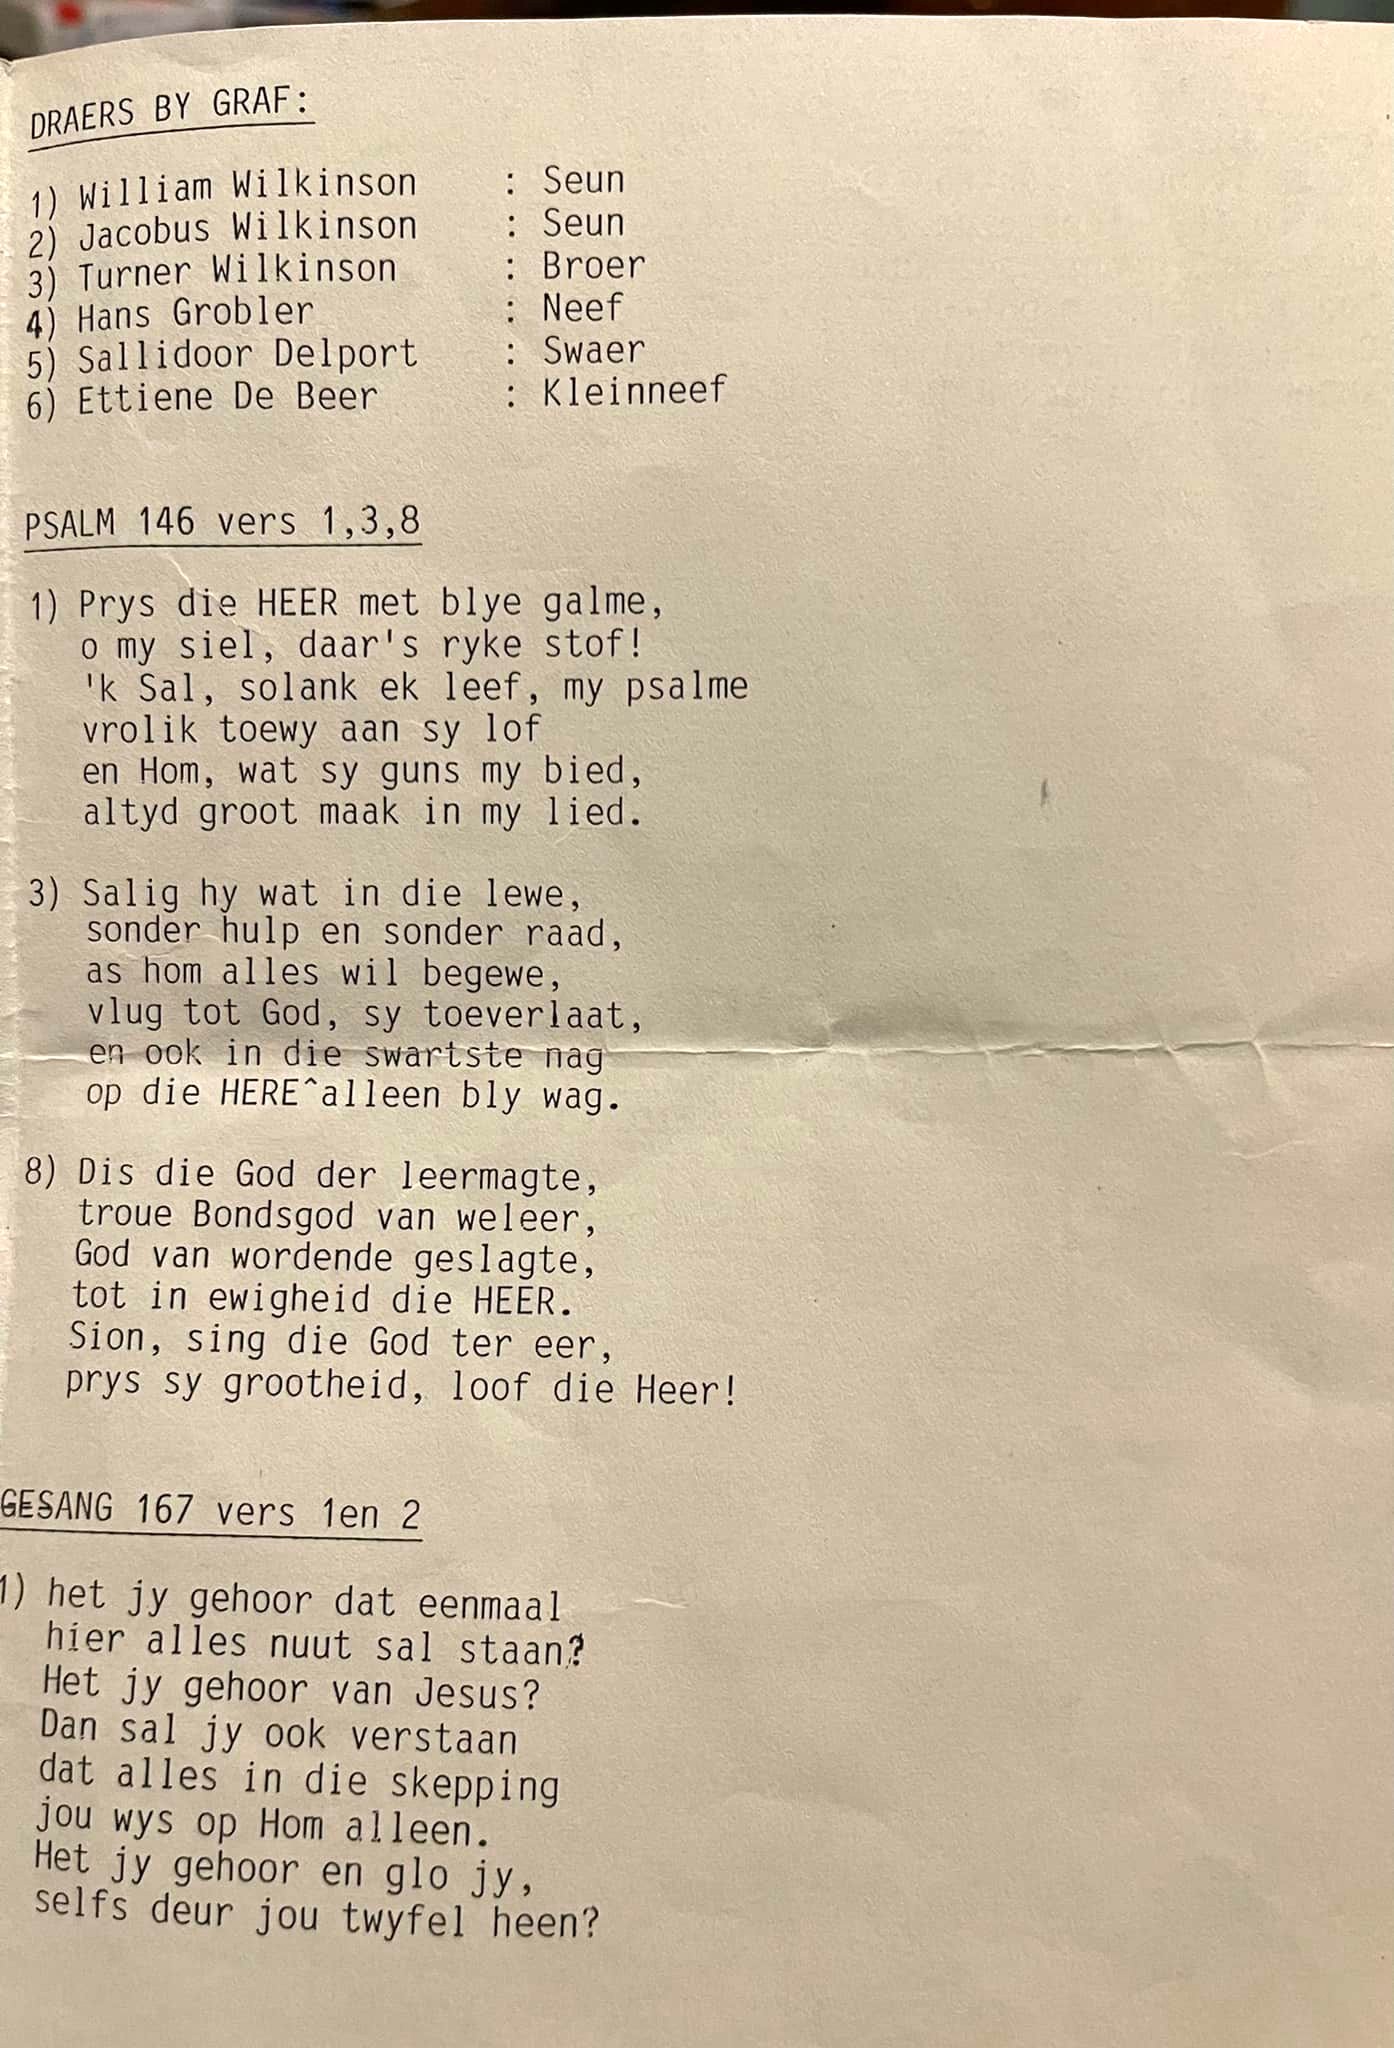 DRAERS BY GRAF:
1) William Wilkinson : Seun
2) Jacobus Wilkinson : Seun
3) Turner Wilkinson : Broer
4) Hans Grobler : Neef
5) Sallidoor Delport : Swaer
6) Ettiene De Beer : Kleinneef
PSALM 146 vers 1,3,8
1) Prys die HEER met blye galme,
o my siel, daar's ryke stof!
'k Sal, solank ek leef, my psalme
vrolik toewy aan sy lof
en Hom, wat sy guns my bied,
altyd groot maak in my lied.
3) Salig hy wat in die lewe,
sonder hulp en sonder raad,
as hom alles wil begewe,
vlug tot God, sy toeverlaat,
en ook in die swartste nag
op die HERE^alleen bly wag.
8) Dis die God der leermagte,
troue Bondsgod van weleer,
God van wordende geslagte,
tot in ewigheid die HEER.
Sion, sing die God ter eer,
prys sy grootheid, loof die Heer!
GESANG 167 vers 1en 2
1) het jy gehoor dat eenmaal
hier alles nuut sal staan?
Het jy gehoor van Jesus?
Dan sal jy ook verstaan
dat alles in die skepping
jou wys op Hom alleen.
Het jy gehoor en glo jy,
selfs deur jou twyfel heen?